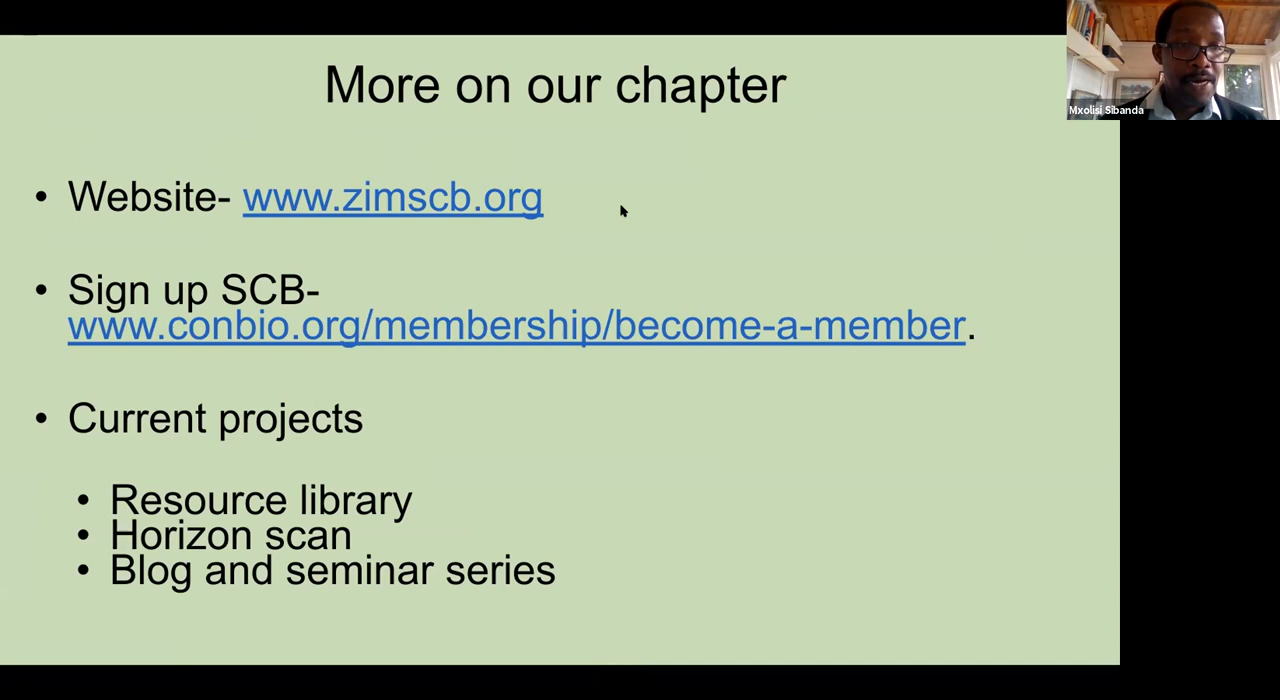 More on our chapter
Mxolisi Sibanda
• Website- www.zimscb.org
• Sign up SCB-
www.conbio.org/membership/become-a-member.
• Current projects
• Resource library
• Horizon scan
• Blog and seminar series